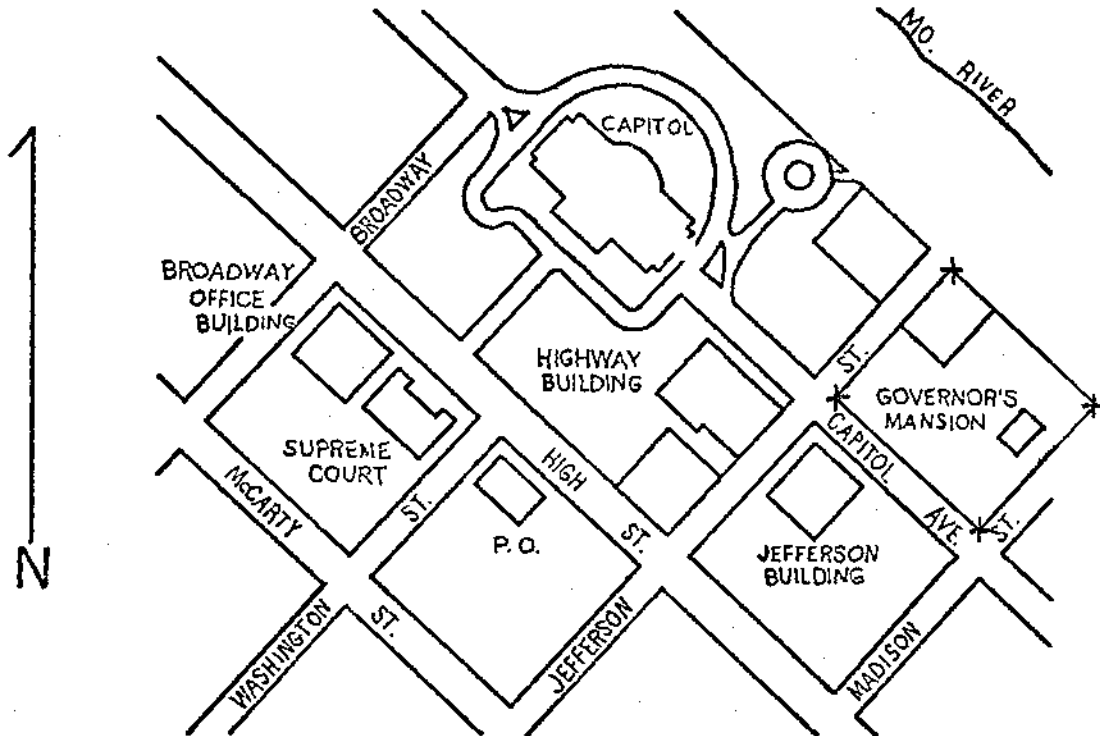 MO.
RIVER
CAPITOL
BROADWAY
BROADWAY
OFFICE
BUILDING
HIGHWAY
BUILDING
ST.
GOVERNOR'S
MANSION
CAPITOL
AVE.
ST.
SUPREME
COURT
McCARTY
ST.
ST.
HIGH
ST.
P. O.
JEFFERSON
BUILDING
WASHINGTON
JEFFERSON
MADISON
N